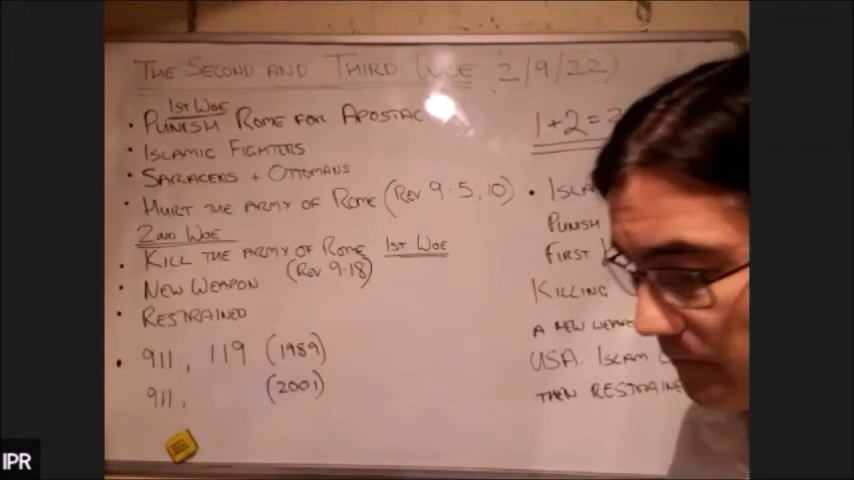 THE SECOND AND THIRD WOE 2/9/22)
1ST WOE
• PUNISH ROME FOR APOSTAC
• ISLAMIC FIGHTERS
• SARRACENS + OTTOMANS
• HURT THE ARMY OF ROME (REV. 9:5, 10)
2ND WOE
• KILL THE ARMY OF ROME 1ST WOE
• NEW WEAPON (REV. 9:18)
• RESTRAINED
• 911, 119 (1989)
911, (2001)
1+2=
• ISLA
PUNISH
FIRST
KILLING
A NEW WEAPO
USA. ISLAM
THEN RESTRAINE
IPR